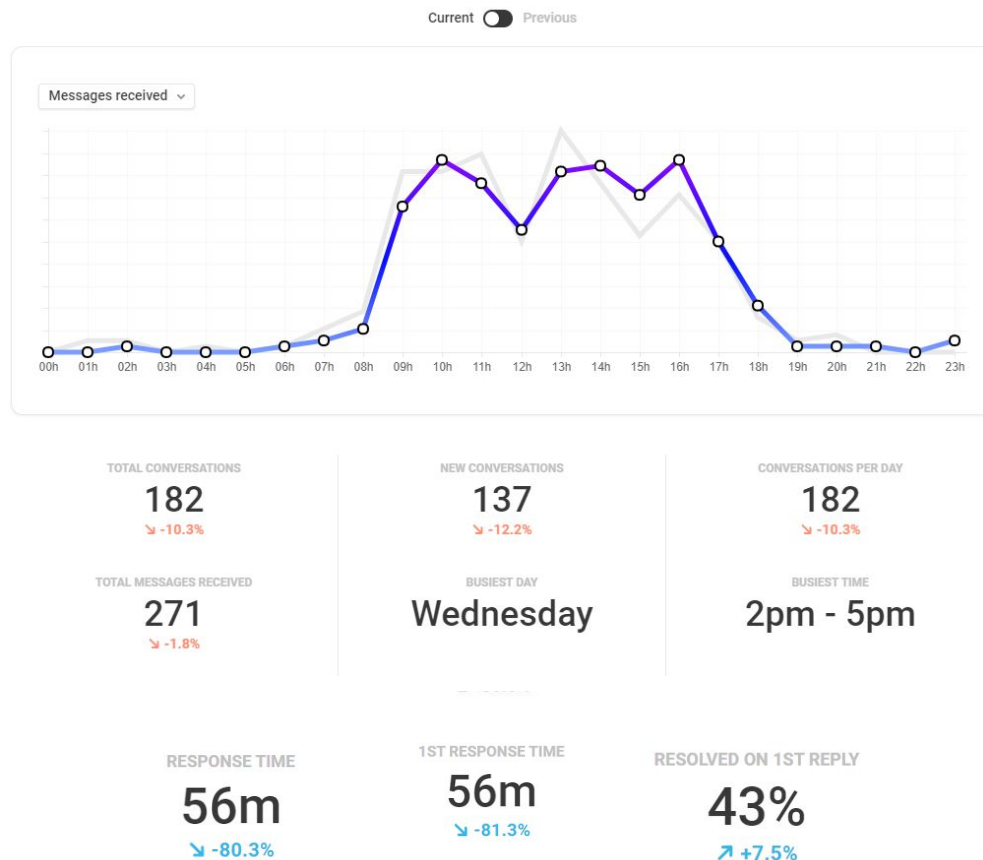 Current Previous
Messages received
00h 01h 02h 03h 04h 05h 06h 07h 08h 09h 10h 11h 12h 13h 14h 15h 16h 17h 18h 19h 20h 21h 22h 23h
TOTAL CONVERSATIONS
182
↘ -10.3%
NEW CONVERSATIONS
137
↘ -12.2%
CONVERSATIONS PER DAY
182
↘ -10.3%
TOTAL MESSAGES RECEIVED
271
↘ -1.8%
BUSIEST DAY
Wednesday
BUSIEST TIME
2pm - 5pm
RESPONSE TIME
56m
↘ -80.3%
1ST RESPONSE TIME
56m
↘ -81.3%
RESOLVED ON 1ST REPLY
43%
↗ +7.5%